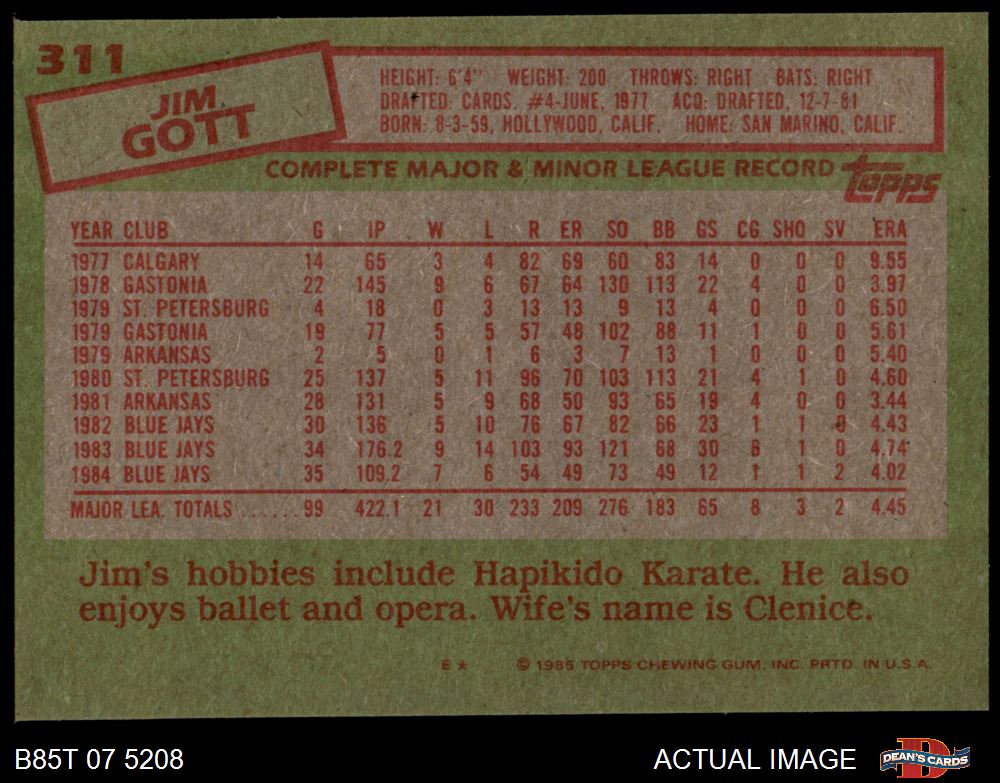 311
JIM
GOTT
HEIGHT: 6'4" WEIGHT: 200 THROWS: RIGHT BATS: RIGHT
DRAFTED: CARDS. #4-JUNE, 1977 ACQ: DRAFTED, 12-7-81
BORN: 8-3-59, HOLLYWOOD, CALIF. HOME: SAN MARINO, CALIF.
COMPLETE MAJOR & MINOR LEAGUE RECORD topps
YEAR CLUB G IP W L R ER SO BB GS CG SHO SV ERA
1977 CALGARY 14 65 3 4 82 69 60 83 14 0 0 0 9.55
1978 GASTONIA 22 145 9 6 67 64 130 113 22 4 0 0 3.97
1979 ST. PETERSBURG 4 18 0 3 13 13 9 13 4 0 0 0 6.50
1979 GASTONIA 19 77 5 5 57 48 102 88 11 1 0 0 5.61
1979 ARKANSAS 2 5 0 1 6 3 7 13 1 0 0 0 5.40
1980 ST. PETERSBURG 25 137 5 11 96 70 103 113 21 4 1 0 4.60
1981 ARKANSAS 28 131 5 9 68 50 93 65 19 4 0 0 3.44
1982 BLUE JAYS 30 136 5 10 76 67 82 66 23 1 1 0 4.43
1983 BLUE JAYS 34 176.2 9 14 103 93 121 68 30 6 1 0 4.74
1984 BLUE JAYS 35 109.2 7 6 54 49 73 49 12 1 1 2 4.02
MAJOR LEA. TOTALS ......99 422.1 21 30 233 209 276 183 65 8 3 2 4.45
Jim's hobbies include Hapikido Karate. He also
enjoys ballet and opera. Wife's name is Clenice.
E * © 1985 TOPPS CHEWING GUM, INC. PRTD. IN U.S.A.
B85T 07 5208 ACTUAL IMAGE DEAN'S CARDS